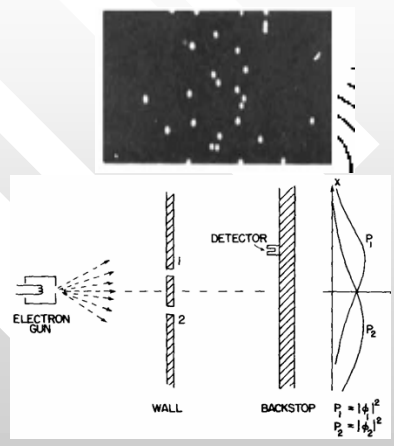 X
1
DETECTOR
P₁
ELECTRON
GUN
2
P₂
WALL
BACKSTOP
P₁ = |ϕ₁|²
P₂ = |ϕ₂|²